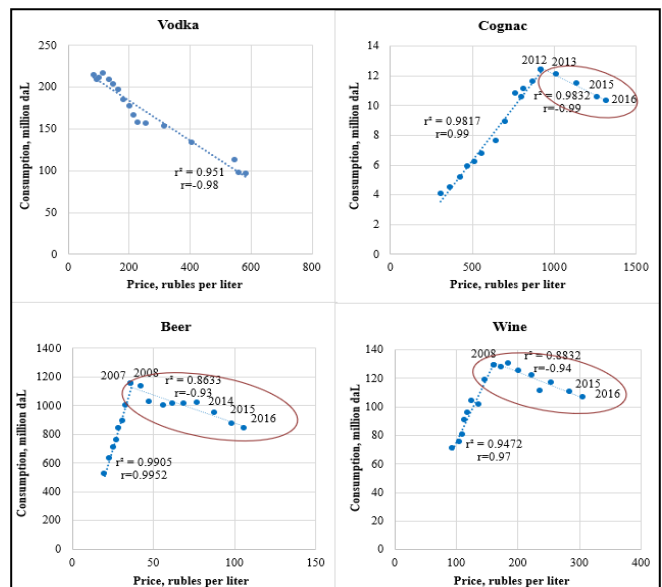 Vodka
Consumption, million daL
250
200
150
100
50
0
r² = 0.951
r=-0.98
0 200 400 600 800
Price, rubles per liter
Cognac
Consumption, million daL
14
12
10
8
6
4
2
0
2012 2013
2015
2016
r² = 0.9832
r=-0.99
r² = 0.9817
r=0.99
0 500 1000 1500
Price, rubles per liter
Beer
Consumption, million daL
1400
1200
1000
800
600
400
200
0
2007 2008
r² = 0.8633
r=-0.93
2014
2015
2016
r² = 0.9905
r=0.9952
0 50 100 150
Price, rubles per liter
Wine
Consumption, million daL
140
120
100
80
60
40
20
0
2008
r² = 0.8832
r=-0.94
2015
2016
r² = 0.9472
r=0.97
0 100 200 300 400
Price, rubles per liter